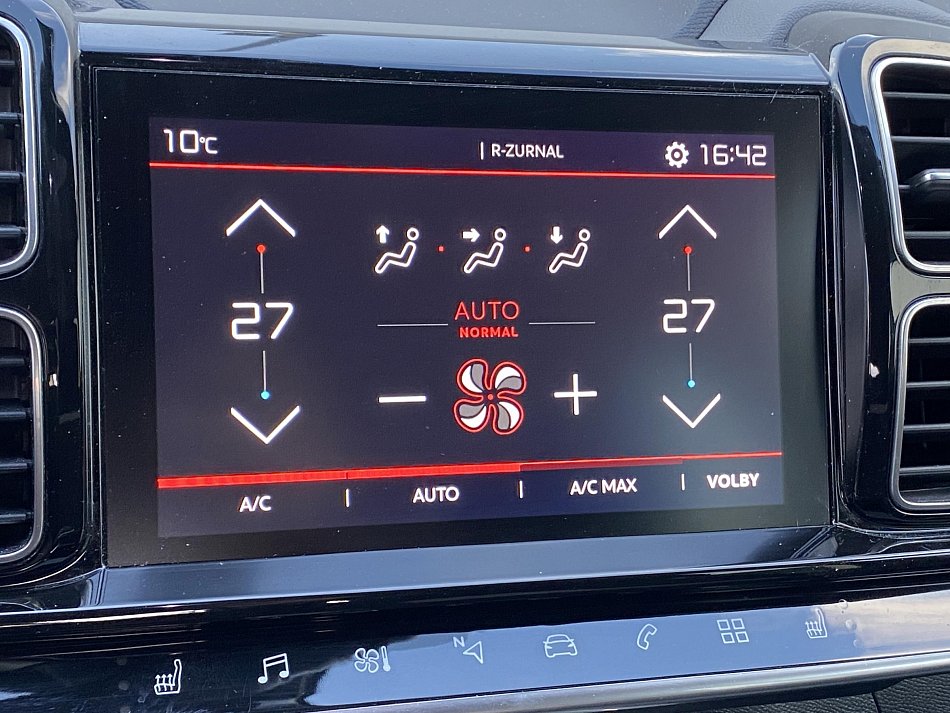 10°C
| R-ZURNAL
16:42
27
AUTO
NORMAL
27
A/C | AUTO | A/C MAX | VOLBY
N